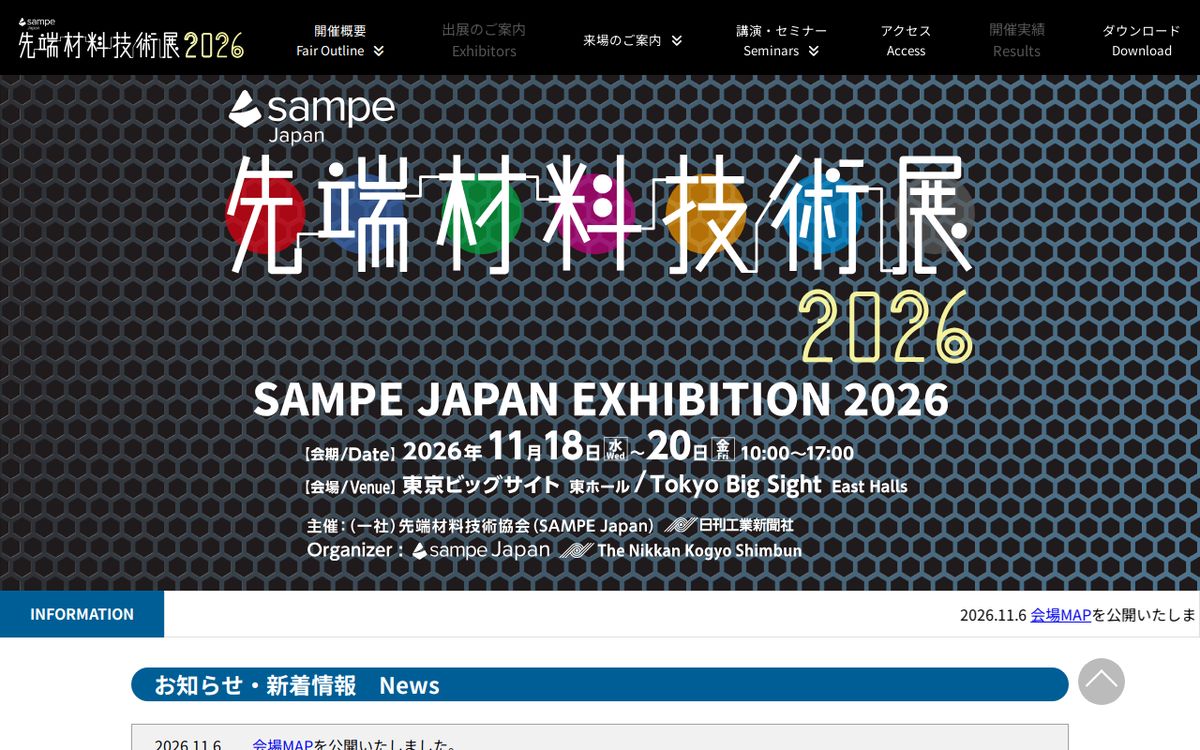 sampe
Japan
先端材料技術展2026
開催概要
Fair Outline
出展のご案内
Exhibitors
来場のご案内
講演・セミナー
Seminars
アクセス
Access
開催実績
Results
ダウンロード
Download
sampe
Japan
先端材料技術展
2026
SAMPE JAPAN EXHIBITION 2026
[会期/Date] 2026年11月18日水Wed～20日金Fri 10:00～17:00
[会場/Venue] 東京ビッグサイト 東ホール/Tokyo Big Sight East Halls
主催：(一社)先端材料技術協会(SAMPE Japan) 日刊工業新聞社
Organizer : sampe Japan The Nikkan Kogyo Shimbun
INFORMATION
2026.11.6 会場MAPを公開いたしま
お知らせ・新着情報 News
2026.11.6 会場MAPを公開いたしました。